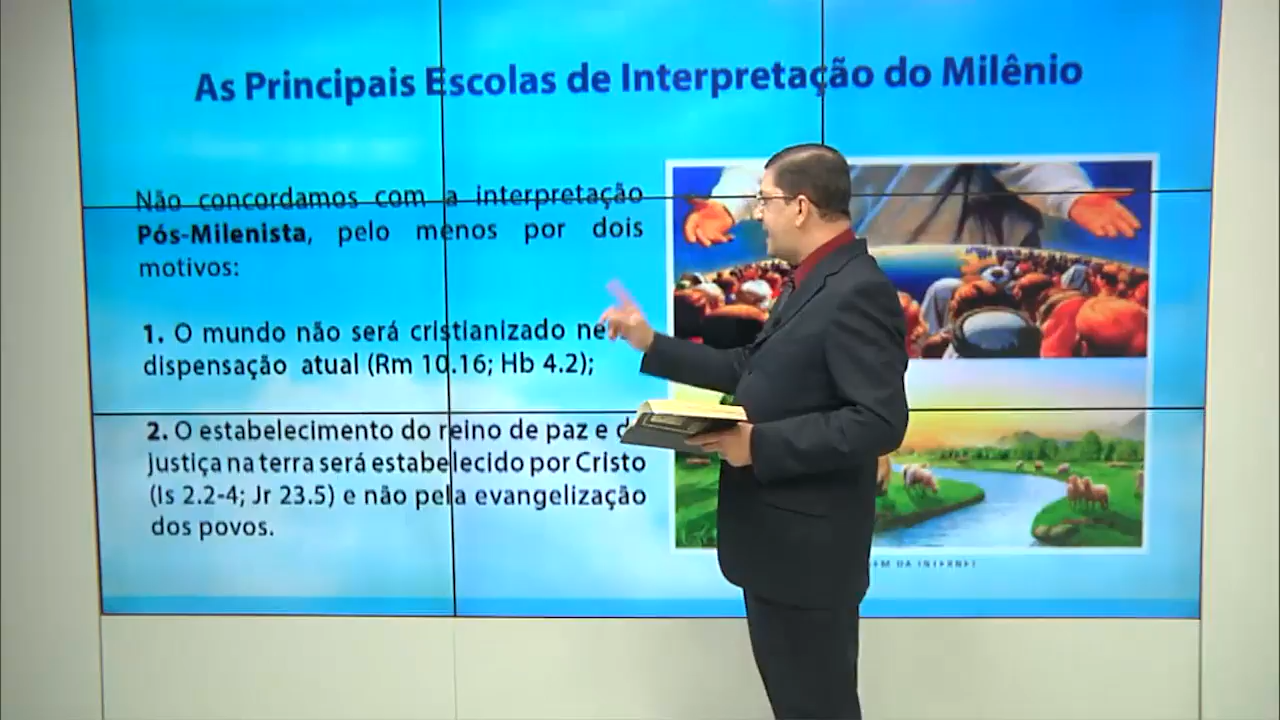 As Principais Escolas de Interpretação do Milênio
Não concordamos com a interpretação
Pós-Milenista, pelo menos por dois
motivos:
1. O mundo não será cristianizado
dispensação atual (Rm 10.16; Hb 4.2);
2. O estabelecimento do reino de paz e
justiça na terra será estabelecido por Cristo
(Is 2.2-4; Jr 23.5) e não pela evangelização
dos povos.
DA INTERNET